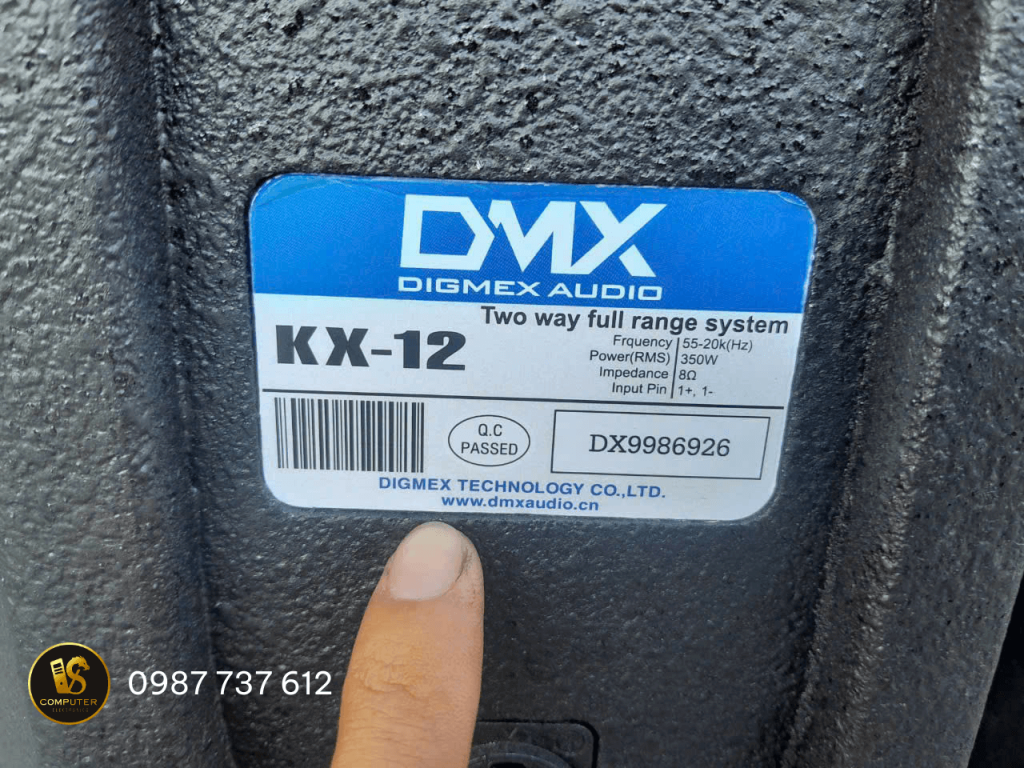 DMX
DIGMEX AUDIO
Two way full range system
KX-12
Frquency 55-20k(Hz)
Power(RMS) 350W
Impedance 8Ω
Input Pin 1+, 1-
Q.C
PASSED
DX9986926
DIGMEX TECHNOLOGY CO.,LTD.
www.dmxaudio.cn
VS
COMPUTER
0987 737 612